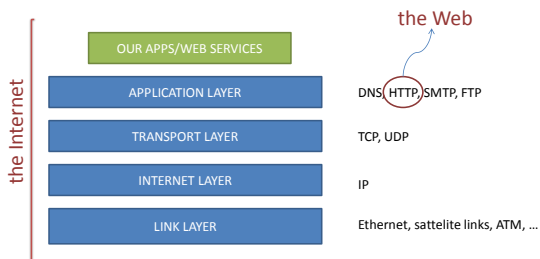 the Web
OUR APPS/WEB SERVICES
the Internet
APPLICATION LAYER
DNS, HTTP, SMTP, FTP
TRANSPORT LAYER
TCP, UDP
INTERNET LAYER
IP
LINK LAYER
Ethernet, sattelite links, ATM, ...